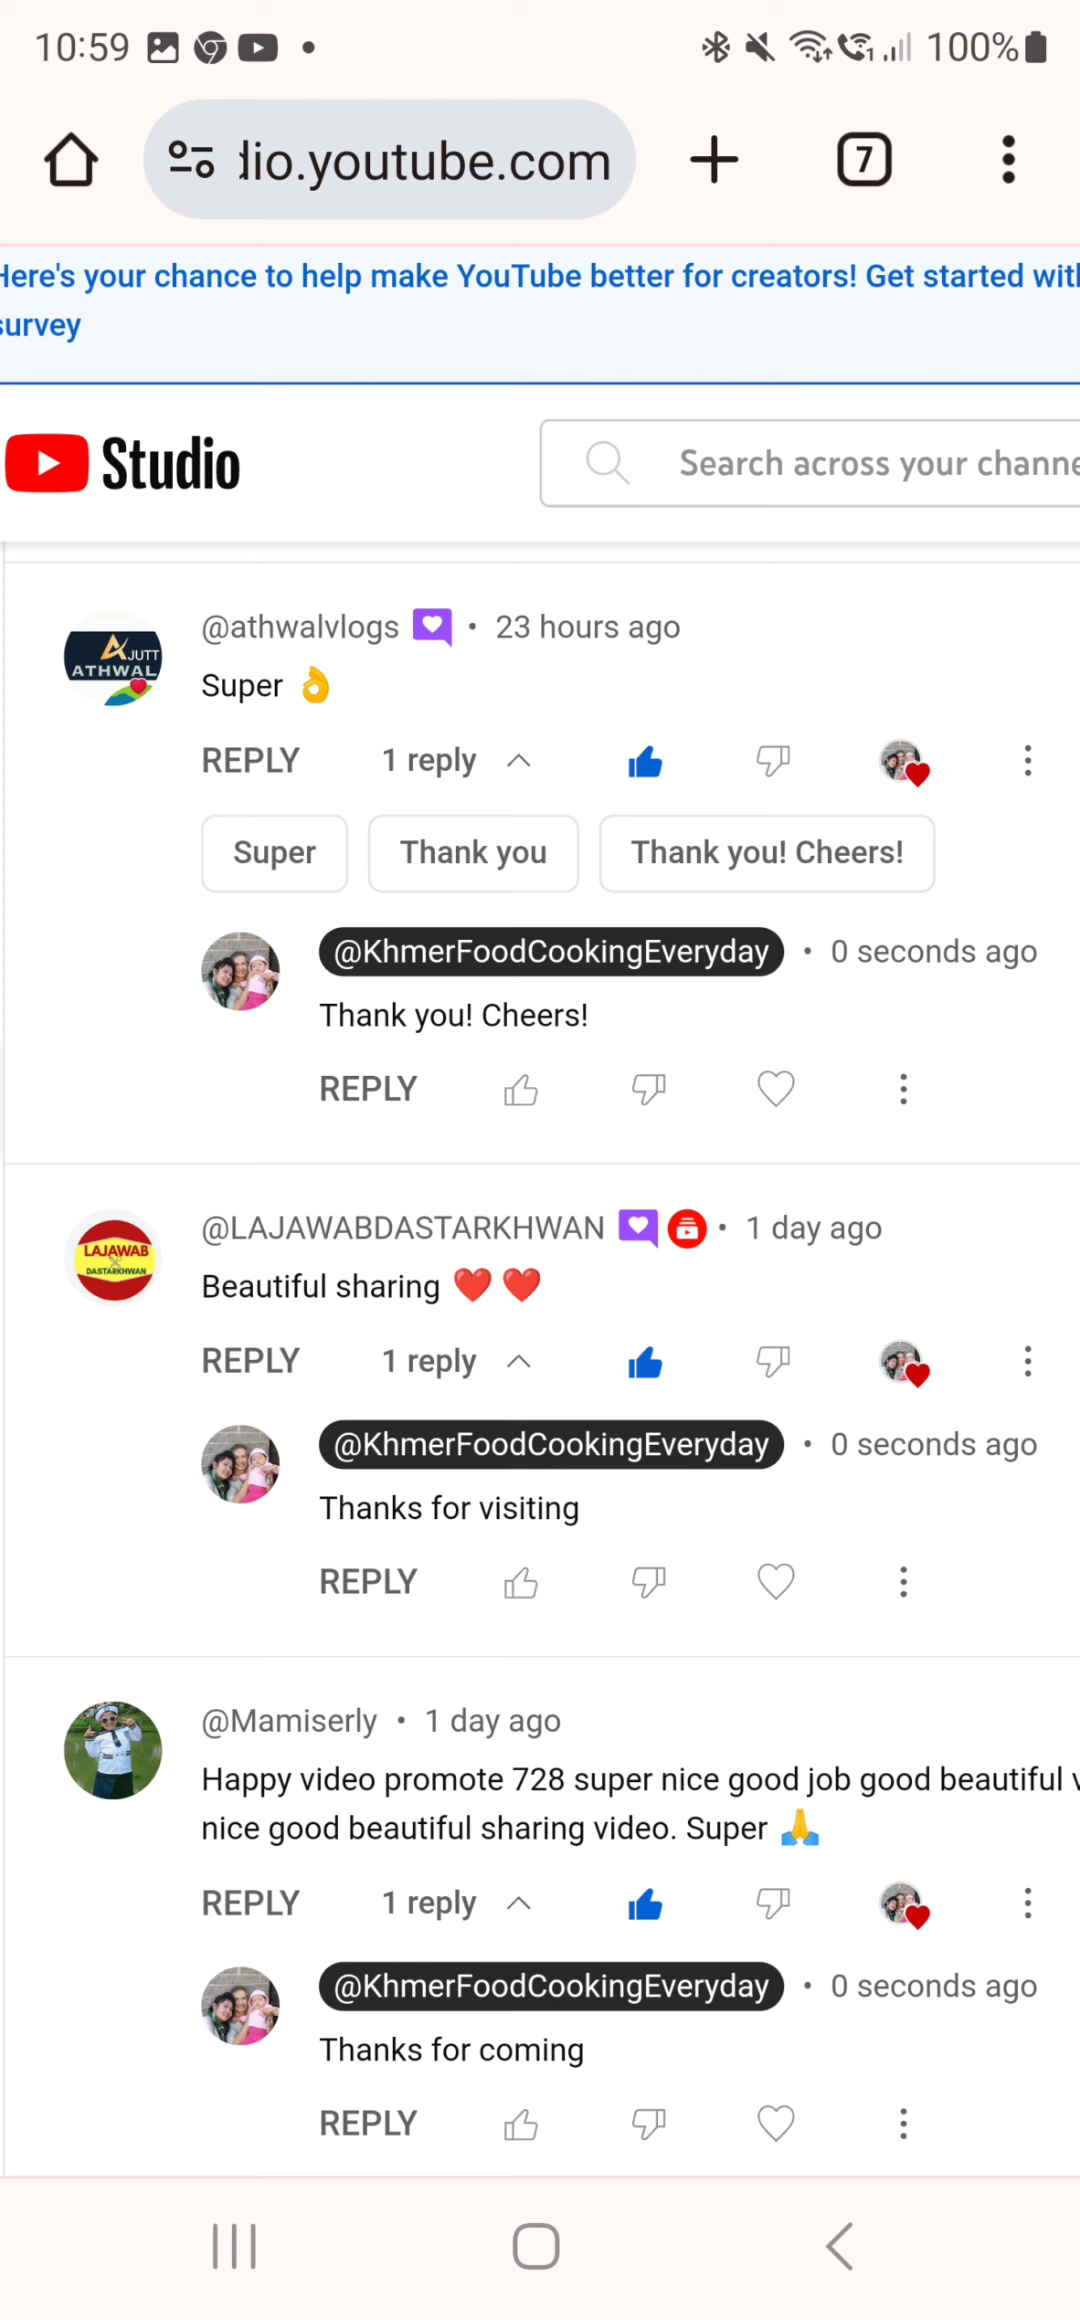 10:59
100%
dio.youtube.com
7
Here's your chance to help make YouTube better for creators! Get started with
survey
Studio
Search across your channe
@athwalvlogs • 23 hours ago
AJUTT
ATHWAL
Super 👌
REPLY 1 reply
Super Thank you Thank you! Cheers!
@KhmerFoodCookingEveryday • 0 seconds ago
Thank you! Cheers!
REPLY
@LAJAWABDASTARKHWAN • 1 day ago
LAJAWAB
DASTARKHWAN
Beautiful sharing ❤️ ❤️
REPLY 1 reply
@KhmerFoodCookingEveryday • 0 seconds ago
Thanks for visiting
REPLY
@Mamiserly • 1 day ago
Happy video promote 728 super nice good job good beautiful v
nice good beautiful sharing video. Super 🙏
REPLY 1 reply
@KhmerFoodCookingEveryday • 0 seconds ago
Thanks for coming
REPLY